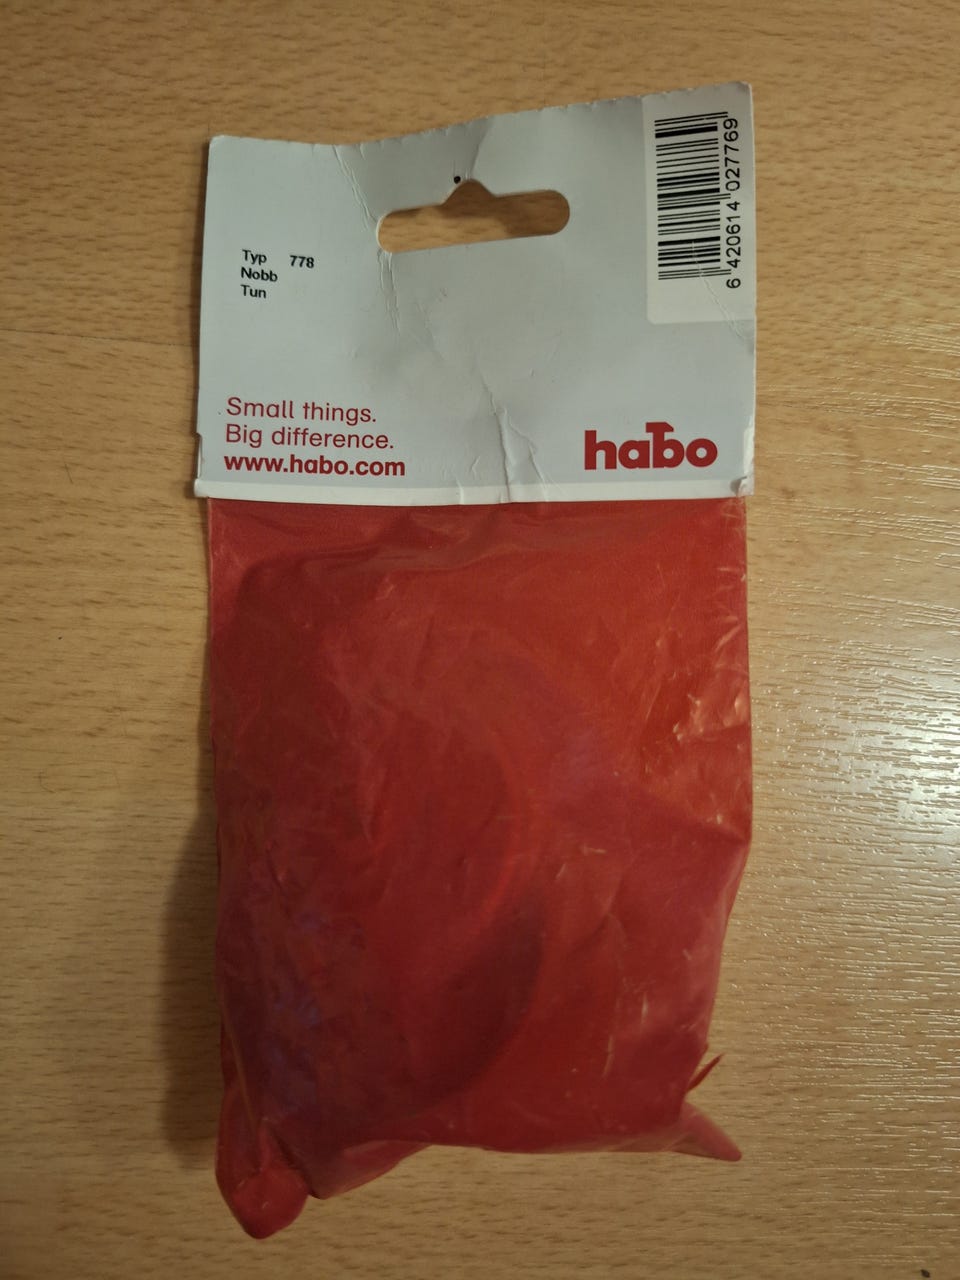 Typ 778
Nobb
Tun
6 420614 027769
Small things.
Big difference.
www.habo.com
habo